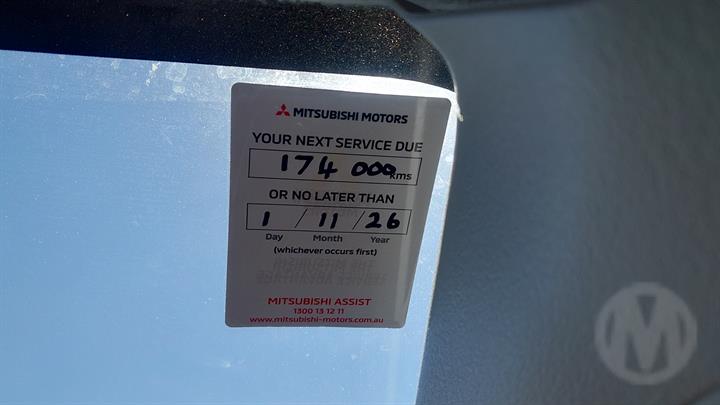 MITSUBISHI MOTORS
YOUR NEXT SERVICE DUE
174 000 kms
OR NO LATER THAN
1 / 11 / 26
Day Month Year
(whichever occurs first)
MITSUBISHI ASSIST
1300 13 12 11
www.mitsubishi-motors.com.au
M